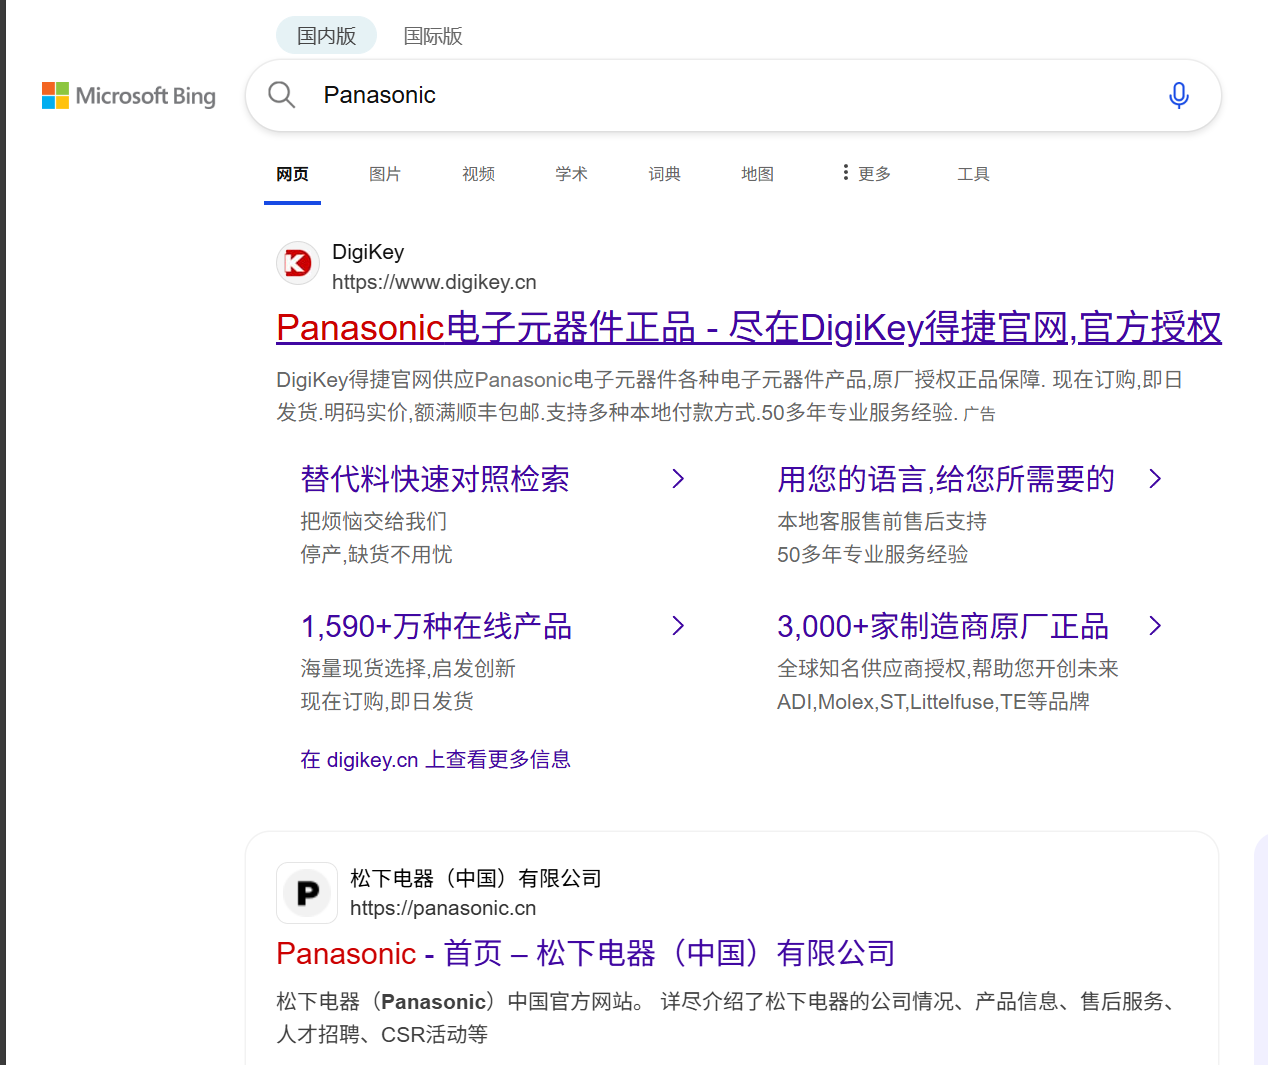 国内版 国际版
Microsoft Bing
Panasonic
网页 图片 视频 学术 词典 地图 更多 工具
DigiKey
https://www.digikey.cn
Panasonic电子元器件正品 - 尽在DigiKey得捷官网,官方授权
DigiKey得捷官网供应Panasonic电子元器件各种电子元器件产品,原厂授权正品保障. 现在订购,即日
发货.明码实价,额满顺丰包邮.支持多种本地付款方式.50多年专业服务经验. 广告
替代料快速对照检索
把烦恼交给我们
停产,缺货不用忧
用您的语言,给您所需要的
本地客服售前售后支持
50多年专业服务经验
1,590+万种在线产品
海量现货选择,启发创新
现在订购,即日发货
3,000+家制造商原厂正品
全球知名供应商授权,帮助您开创未来
ADI,Molex,ST,Littelfuse,TE等品牌
在 digikey.cn 上查看更多信息
P
松下电器（中国）有限公司
https://panasonic.cn
Panasonic - 首页 – 松下电器（中国）有限公司
松下电器（Panasonic）中国官方网站。 详尽介绍了松下电器的公司情况、产品信息、售后服务、
人才招聘、CSR活动等